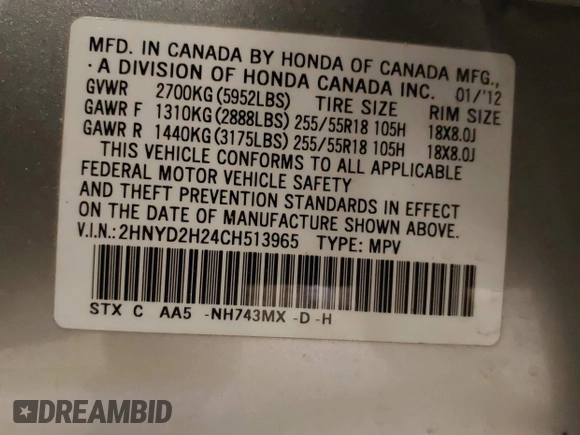 MFD. IN CANADA BY HONDA OF CANADA MFG.,
·A DIVISION OF HONDA CANADA INC. 01/'12
GVWR 2700KG(5952LBS) TIRE SIZE RIM SIZE
GAWR F 1310KG(2888LBS) 255/55R18 105H 18X8.0J
GAWR R 1440KG(3175LBS) 255/55R18 105H 18X8.0J
THIS VEHICLE CONFORMS TO ALL APPLICABLE
FEDERAL MOTOR VEHICLE SAFETY
AND THEFT PREVENTION STANDARDS IN EFFECT
ON THE DATE OF MANUFACTURE SHOWN ABOVE.
V.I.N.:2HNYD2H24CH513965 TYPE: MPV
STX C AA5 -NH743MX -D -H
DREAMBID